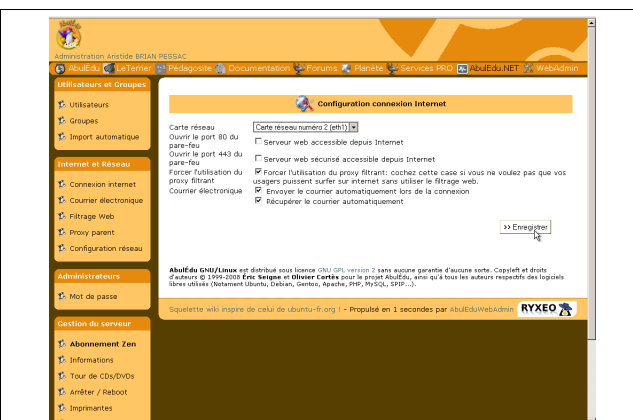 AbulEdu
Administration Aristide BRIAN PESSAC
AbulEdu LeTerrier Pédagosite Documentation Forums Planète Services PRO AbulEdu.NET WebAdmin
Utilisateurs et Groupes
Utilisateurs
Groupes
Import automatique
Internet et Réseau
Connexion internet
Courrier électronique
Filtrage Web
Proxy parent
Configuration réseau
Administrateurs
Mot de passe
Gestion du serveur
Abonnement Zen
Informations
Tour de CDs/DVDs
Arrêter / Reboot
Imprimantes
Configuration connexion Internet
Carte réseau Carte réseau numéro 2 (eth1)
Ouvrir le port 80 du
pare-feu Serveur web accessible depuis Internet
Ouvrir le port 443 du
pare-feu Serveur web sécurisé accessible depuis Internet
Forcer l'utilisation du Forcer l'utilisation du proxy filtrant: cochez cette case si vous ne voulez pas que vos
proxy filtrant usagers puissent surfer sur internet sans utiliser le filtrage web.
Courrier électronique Envoyer le courrier automatiquement lors de la connexion
Récupérer le courrier automatiquement
>> Enregistrer
AbulÉdu GNU/Linux est distribué sous licence GNU GPL version 2 sans aucune garantie d'aucune sorte. Copyleft et droits
d'auteurs © 1999-2008 Éric Seigne et Olivier Cortès pour le projet AbulÉdu, ainsi qu'à tous les auteurs respectifs des logiciels
libres utilisés (Notament Ubuntu, Debian, Gentoo, Apache, PHP, MySQL, SPIP...).
Squelette wiki inspire de celui de ubuntu-fr.org ! - Propulsé en 1 secondes par AbulEduWebAdmin RYXEO